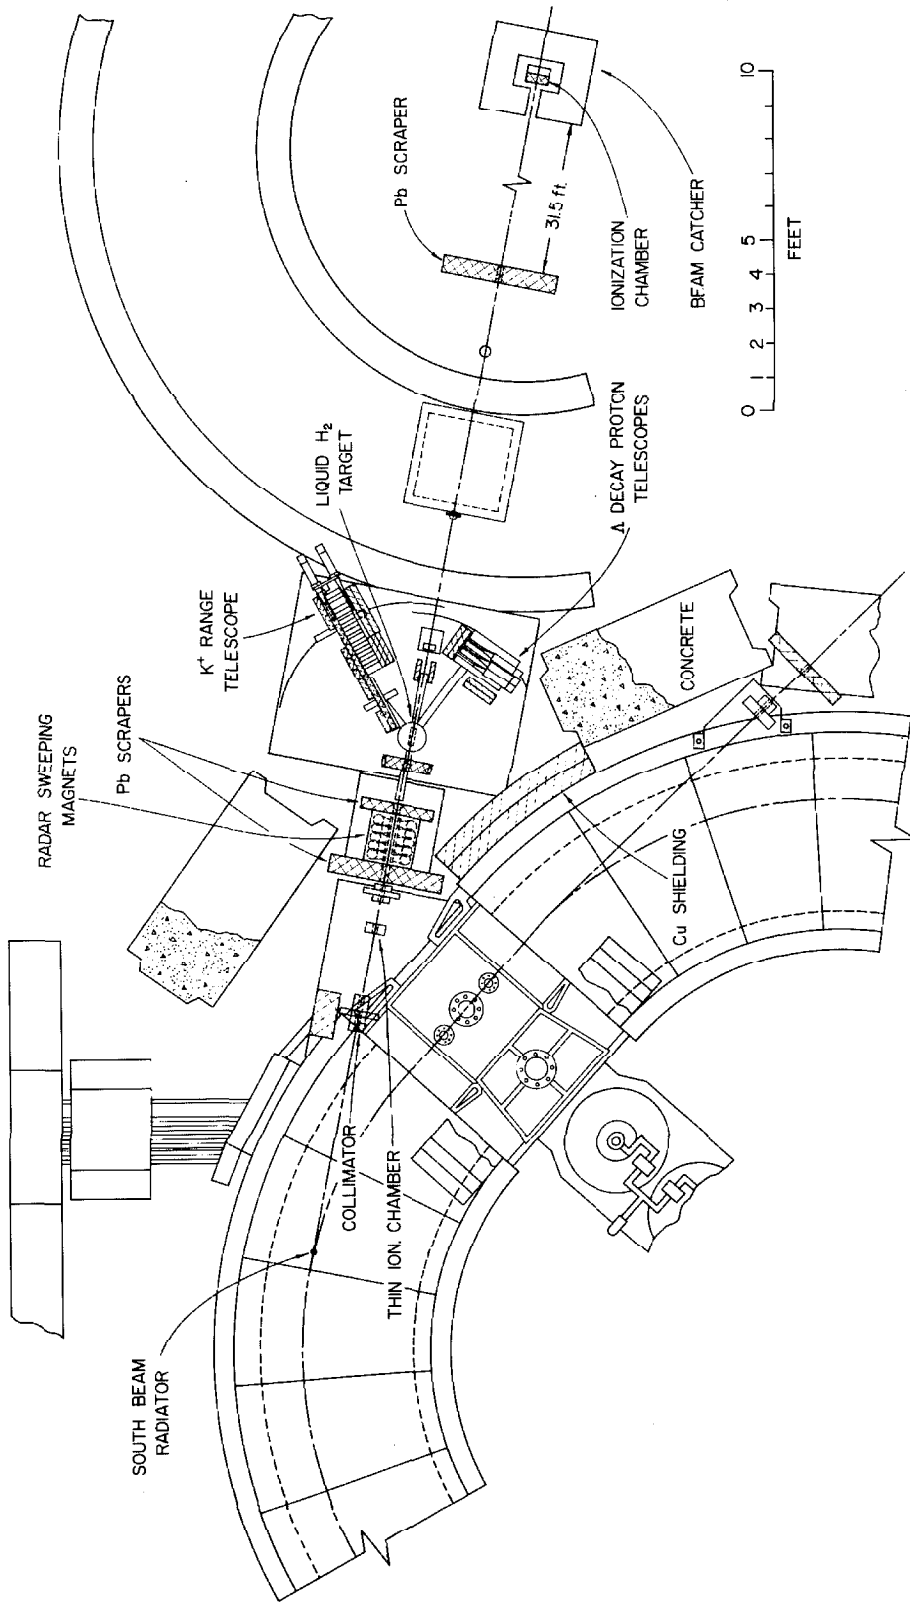 SOUTH BEAM
RADIATOR
COLLIMATOR
THIN ION. CHAMBER
RADAR SWEEPING
MAGNETS
Pb SCRAPERS
K+ RANGE
TELESCOPE
LIQUID H2
TARGET
Pb SCRAPER
31.5 ft.
IONIZATION
CHAMBER
BEAM CATCHER
Λ DECAY PROTON
TELESCOPES
CONCRETE
Cu SHIELDING
0 1 2 3 4 5 10
FEET